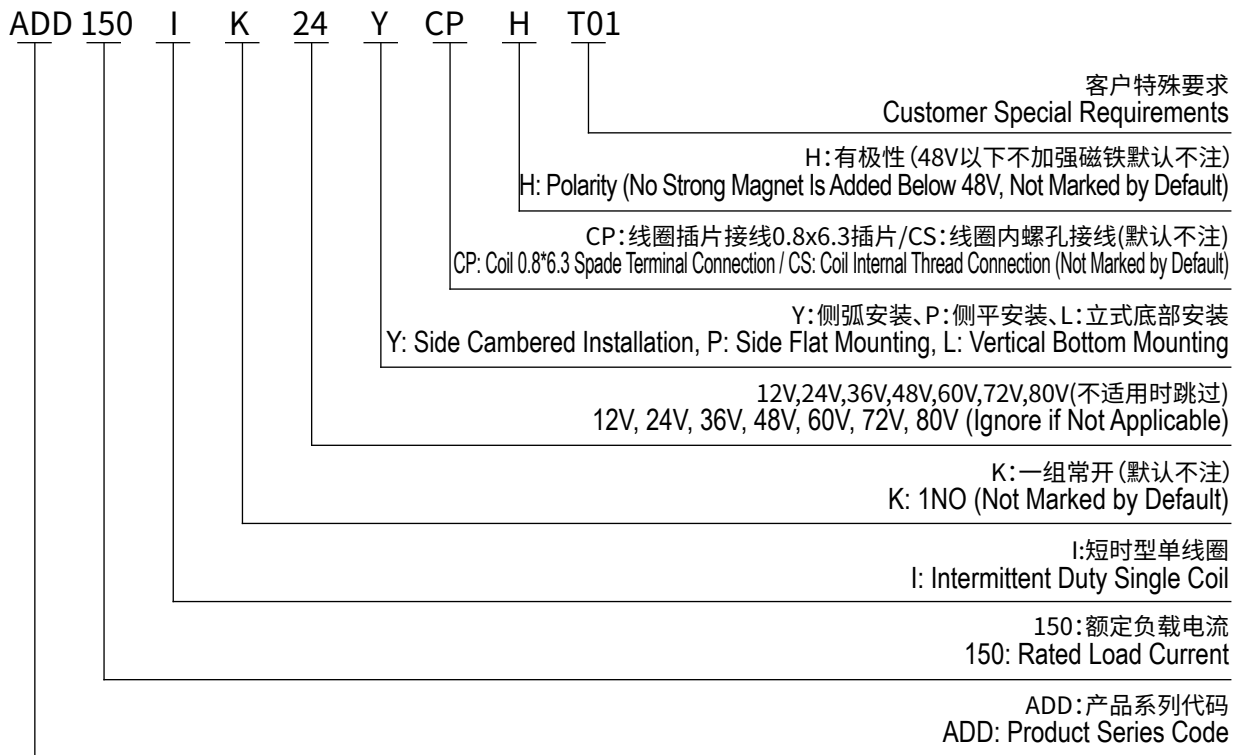 ADD 150 I K 24 Y CP H T01
客户特殊要求
Customer Special Requirements
H：有极性（48V以下不加强磁铁默认不注）
H: Polarity (No Strong Magnet Is Added Below 48V, Not Marked by Default)
CP：线圈插片接线0.8x6.3插片/CS：线圈内螺孔接线(默认不注)
CP: Coil 0.8*6.3 Spade Terminal Connection / CS: Coil Internal Thread Connection (Not Marked by Default)
Y：侧弧安装、P：侧平安装、L：立式底部安装
Y: Side Cambered Installation, P: Side Flat Mounting, L: Vertical Bottom Mounting
12V,24V,36V,48V,60V,72V,80V(不适用时跳过)
12V, 24V, 36V, 48V, 60V, 72V, 80V (Ignore if Not Applicable)
K：一组常开（默认不注）
K: 1NO (Not Marked by Default)
I:短时型单线圈
I: Intermittent Duty Single Coil
150：额定负载电流
150: Rated Load Current
ADD：产品系列代码
ADD: Product Series Code